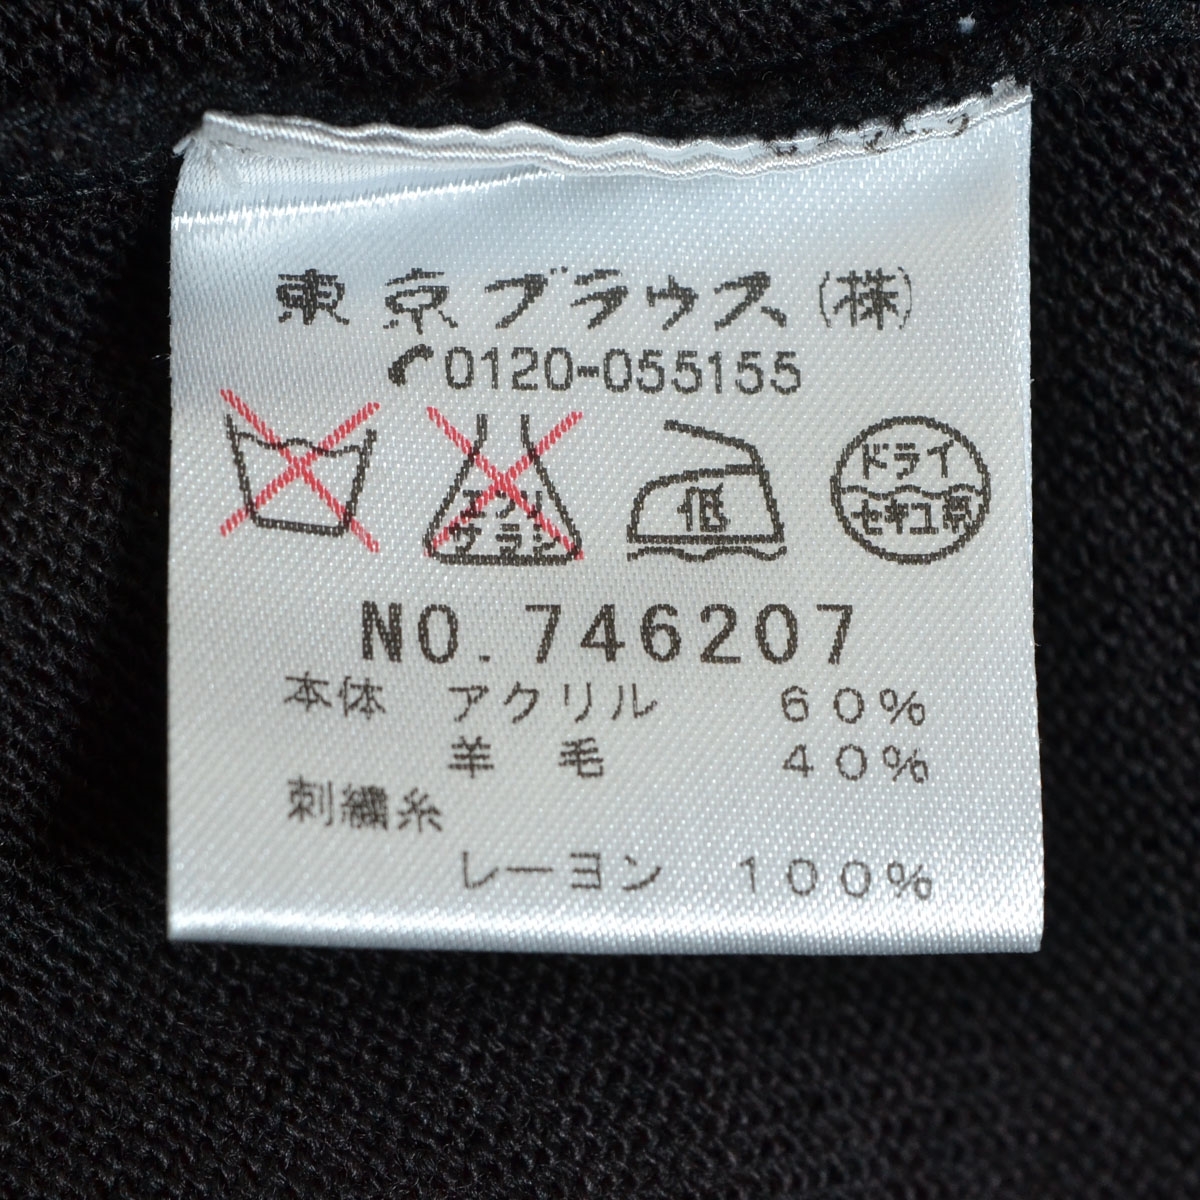 東京ブラウス(株)
0120-055155
エンソ サラシ 低 ドライ セキユ系
NO.746207
本体 アクリル 60%
羊毛 40%
刺繍糸
レーヨン 100%